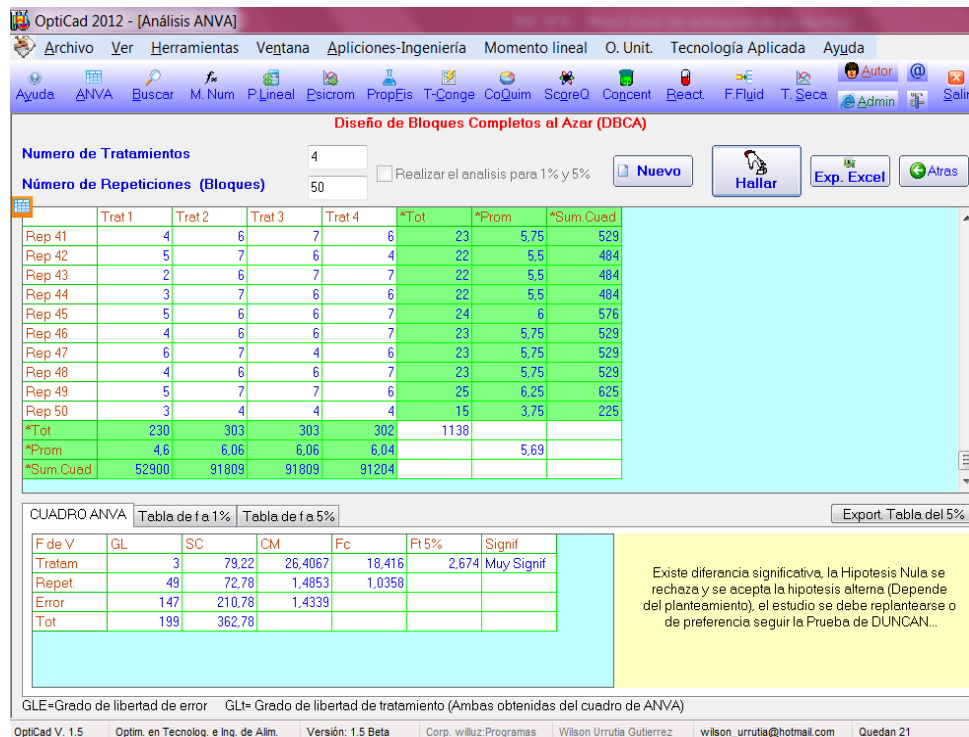 OptiCad 2012 - [Análisis ANVA]
Archivo Ver Herramientas Ventana Apliciones-Ingeniería Momento lineal O. Unit. Tecnología Aplicada Ayuda
Ayuda ANVA Buscar M. Num P.Lineal Psicrom PropFis T-Conge CoQuim ScoreQ Concent React. F.Fluid T. Seca Autor @ Admin Salir
Diseño de Bloques Completos al Azar (DBCA)
Numero de Tratamientos 4
Número de Repeticiones (Bloques) 50
Realizar el analisis para 1% y 5% Nuevo Hallar Exp. Excel Atras
Trat 1 Trat 2 Trat 3 Trat 4 *Tot *Prom *Sum.Cuad
Rep 41 4 6 7 6 23 5,75 529
Rep 42 5 7 6 4 22 5,5 484
Rep 43 2 6 7 7 22 5,5 484
Rep 44 3 7 6 6 22 5,5 484
Rep 45 5 6 6 7 24 6 576
Rep 46 4 6 6 7 23 5,75 529
Rep 47 6 7 4 6 23 5,75 529
Rep 48 4 6 6 7 23 5,75 529
Rep 49 5 7 7 6 25 6,25 625
Rep 50 3 4 4 4 15 3,75 225
*Tot 230 303 303 302 1138
*Prom 4,6 6,06 6,06 6,04 5,69
*Sum.Cuad 52900 91809 91809 91204
CUADRO ANVA Tabla de f a 1% Tabla de f a 5% Export. Tabla del 5%
F de V GL SC CM Fc Ft 5% Signif
Tratam 3 79,22 26,4067 18,416 2,674 Muy Signif
Repet. 49 72,78 1,4853 1,0358
Error 147 210,78 1,4339
Tot 199 362,78
Existe diferancia significativa, la Hipotesis Nula se
rechaza y se acepta la hipotesis alterna (Depende
del planteamiento), el estudio se debe replantearse o
de preferencia seguir la Prueba de DUNCAN...
GLE=Grado de libertad de error GLt= Grado de libertad de tratamiento (Ambas obtenidas del cuadro de ANVA)
OptiCad V. 1.5 Optim. en Tecnolog. e Ing. de Alim. Versión: 1.5 Beta Corp. willuz:Programas Wilson Urrutia Gutierrez wilson_urrutia@hotmail.com Quedan 21